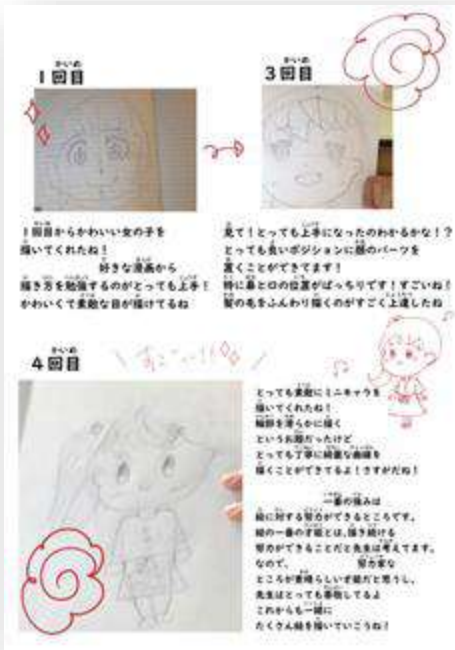 1回目
1回目からかわいい女の子を
描いてくれたね!
好きな漫画から
描き方を勉強するのがとっても上手!
かわいくて素敵な目が描けてるね
3回目
見て!とっても上手になったのわかるかな!?
とっても良いポジションに顔のパーツを
置くことができてます!
特に鼻と口の位置がばっちりです!すごいね!
髪の毛をふんわり描くのがすごく上達したね
4回目
とっても素敵にミニキャラを
描いてくれたね!
輪郭を滑らかに描く
というお題だったけど
とっても丁寧に綺麗な曲線を
描くことができてるよ!さすがだね!
一番の強みは
絵に対する努力ができるところです。
絵の一番の才能とは、描き続ける
努力ができることだと先生は考えてます。
なので、 努力家な
ところが素晴らしい才能だと思うし、
先生はとっても尊敬してるよ
これからも一緒に
たくさん絵を描いていこうね!